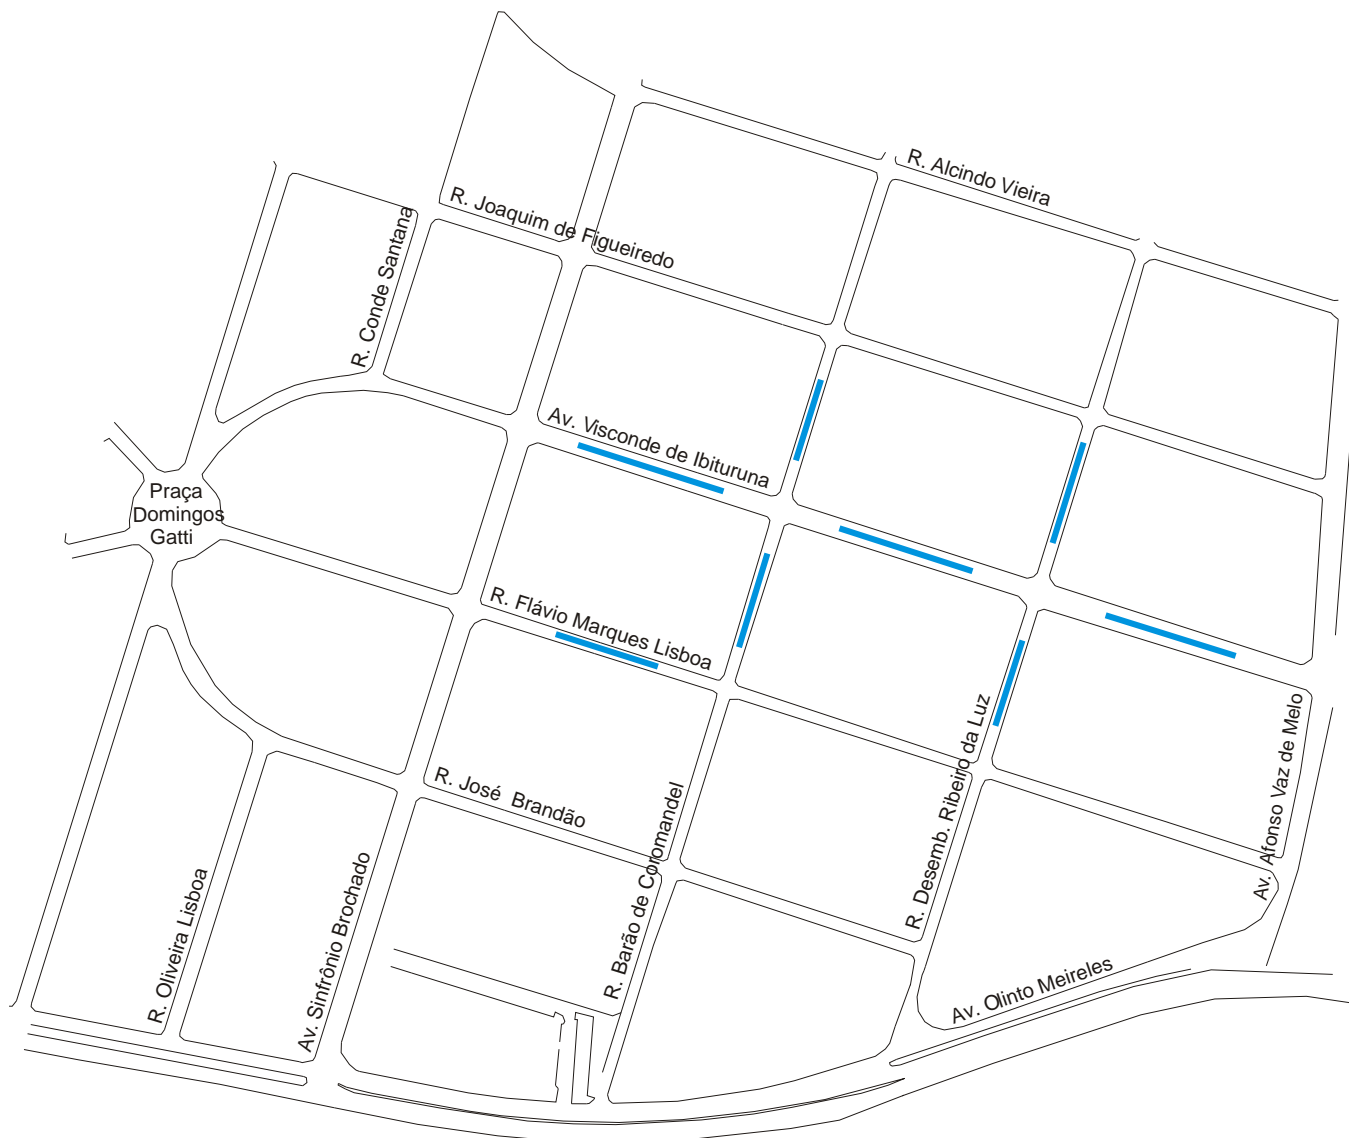 R. Alcindo Vieira
R. Joaquim de Figueiredo
R. Conde Santana
Av. Visconde de Ibituruna
Praça
Domingos
Gatti
R. Flávio Marques Lisboa
R. José Brandão
R. Barão de Coromandel
R. Desemb. Ribeiro da Luz
Av. Afonso Vaz de Melo
R. Oliveira Lisboa
Av. Sinfrônio Brochado
Av. Olinto Meireles